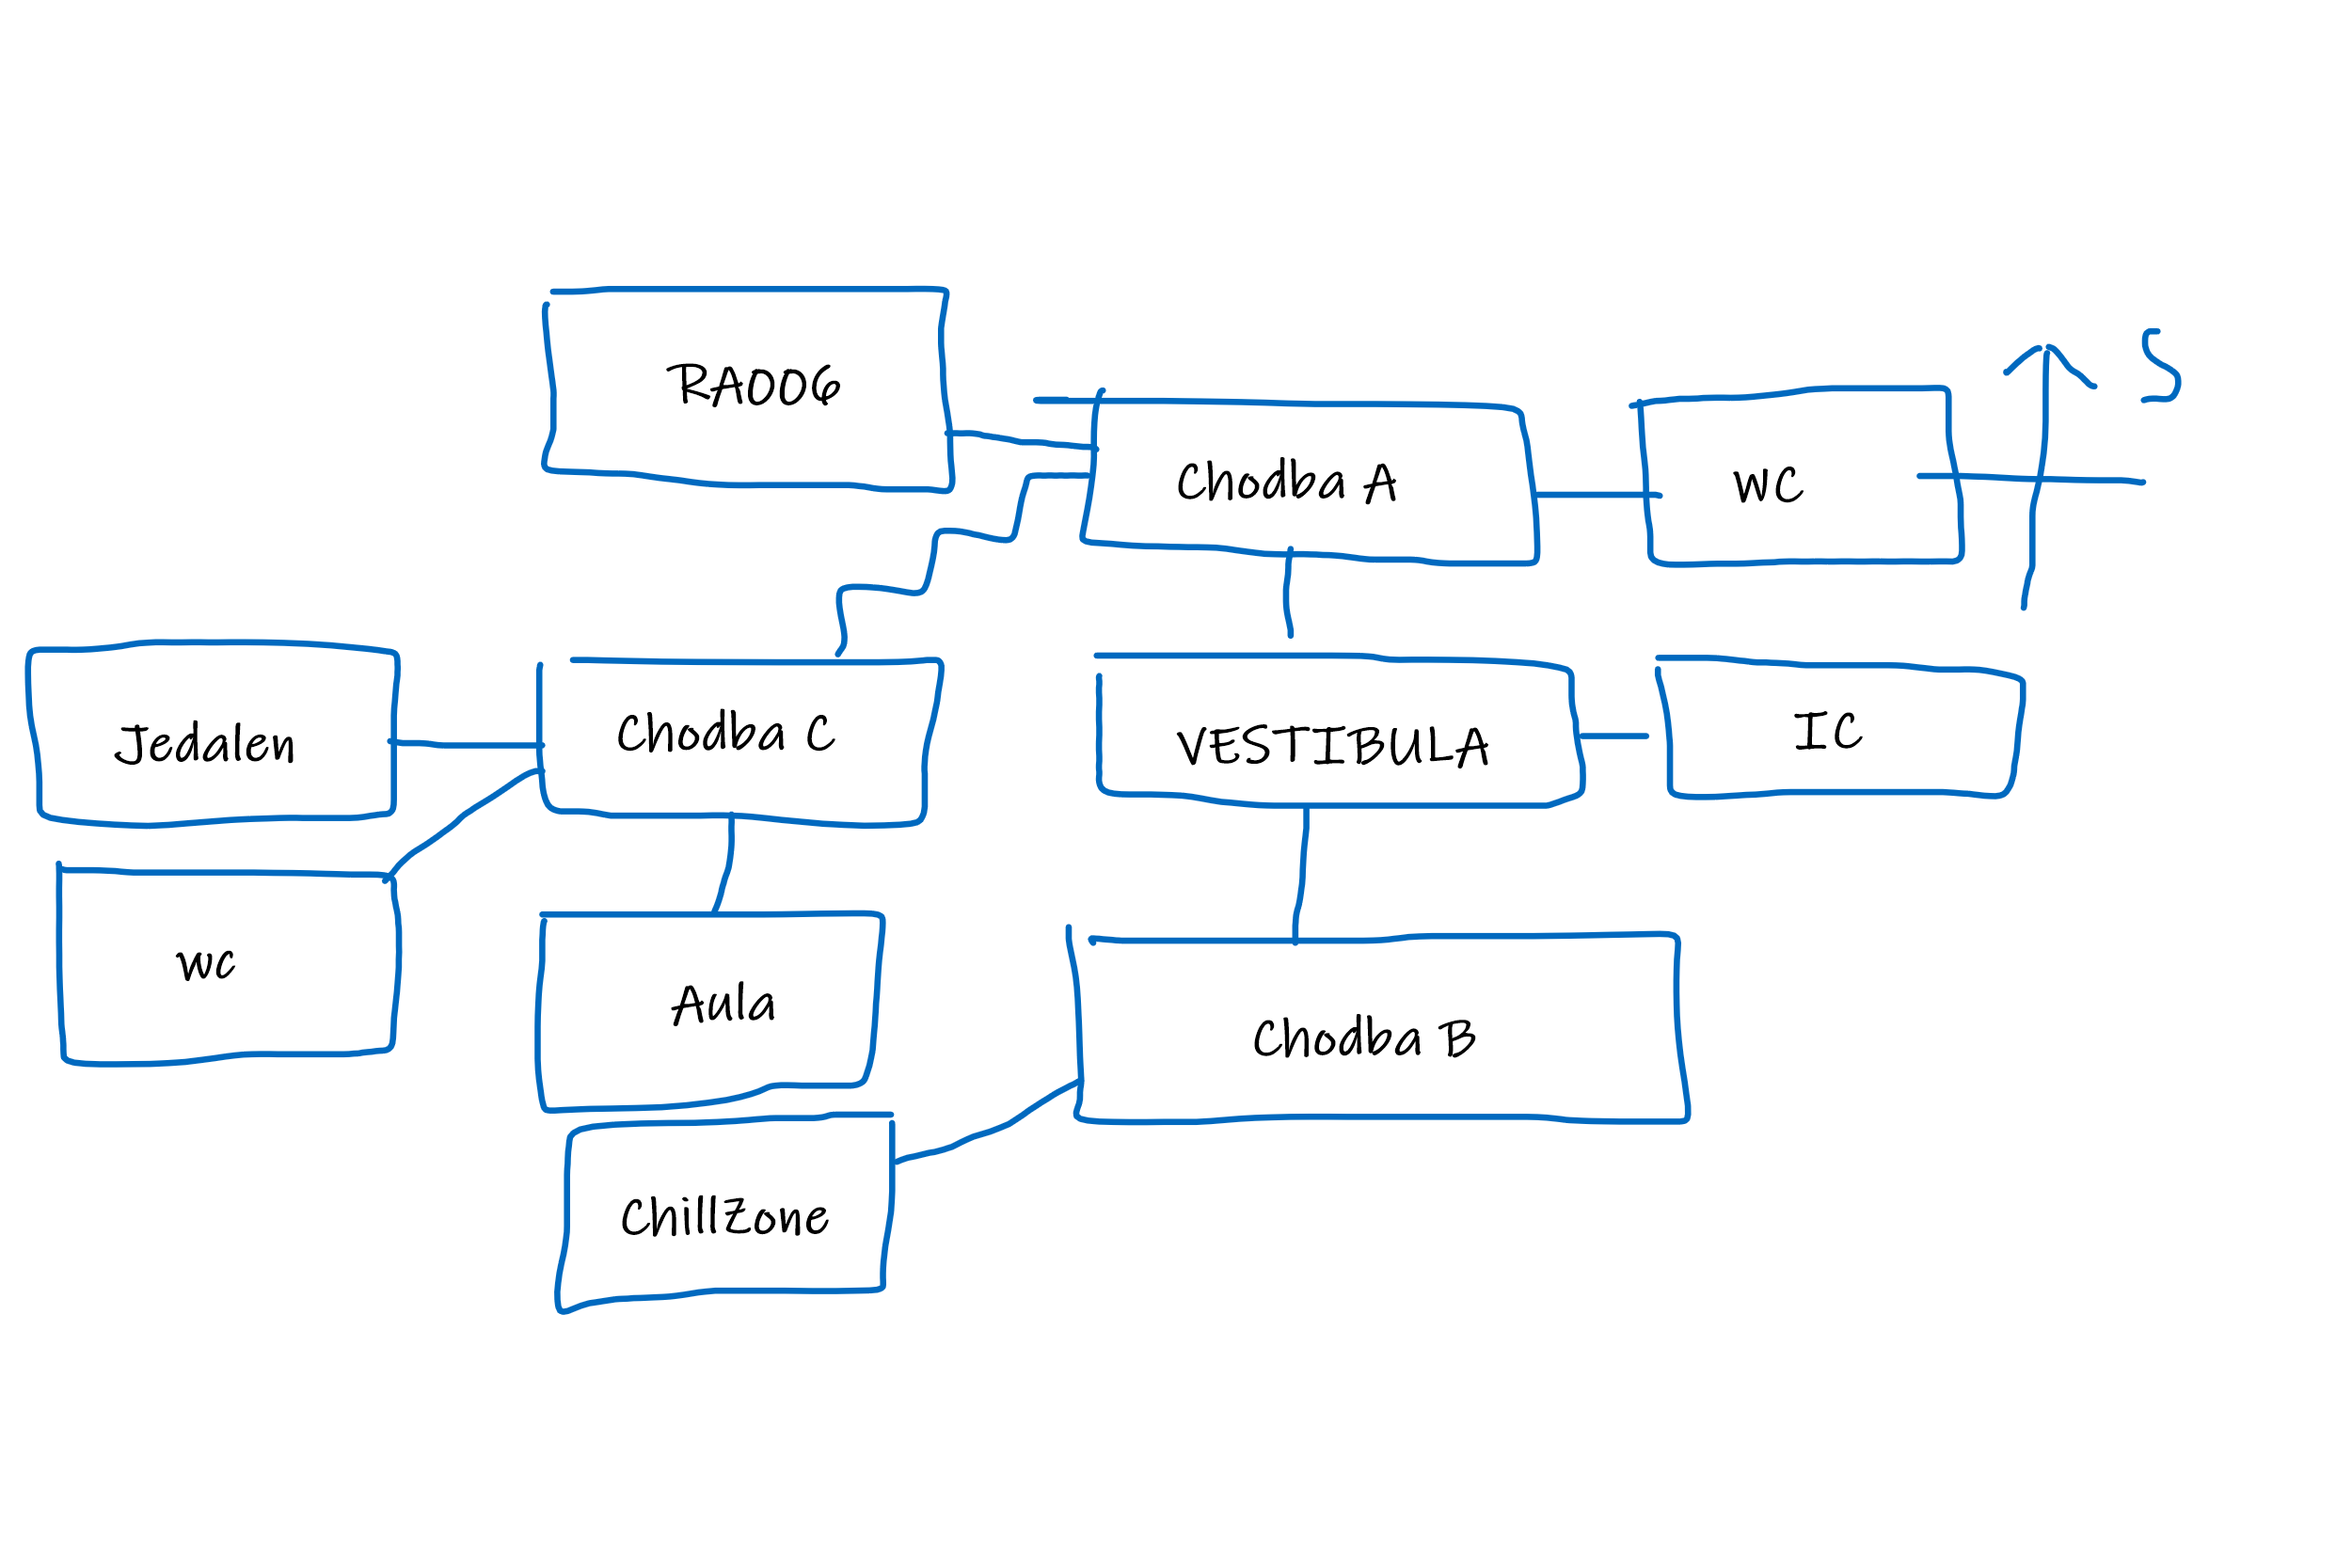 RA006
S
Chodba A
WC
Jedalen
Chodba C
VESTIBULA
IC
WC
Aula
Chodba B
Chillzone